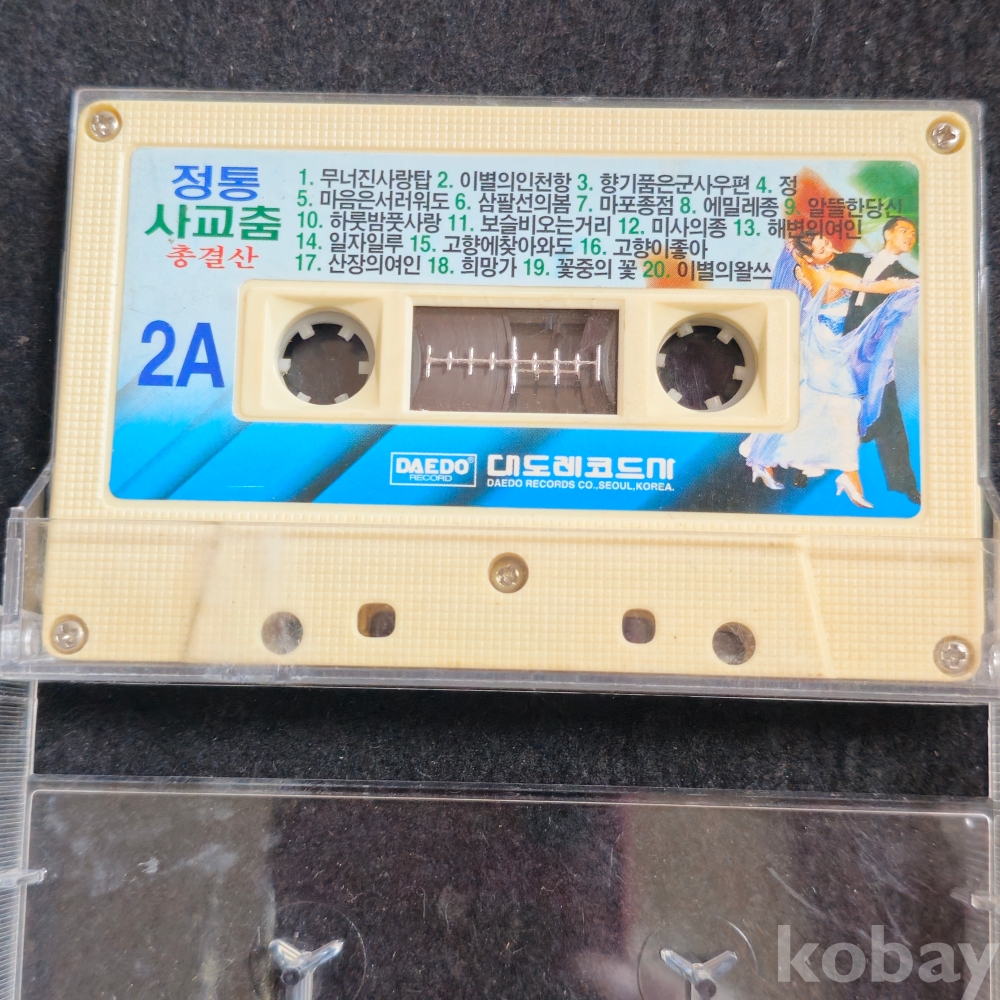 정통
사교춤
총결산
2A
1. 무너진사랑탑 2. 이별의인천항 3. 향기품은군사우편 4. 정
5. 마음은서러워도 6. 삼팔선의봄 7. 마포종점 8. 에밀레종 9. 알뜰한당신
10. 하룻밤풋사랑 11. 보슬비오는거리 12. 미사의종 13. 해변의여인
14. 일자일루 15. 고향에찾아와도 16. 고향이좋아
17. 산장의여인 18. 희망가 19. 꽃중의 꽃 20. 이별의왈쓰
DAEDO®
RECORD
대도레코드사
DAEDO RECORDS CO., SEOUL, KOREA.
kobay